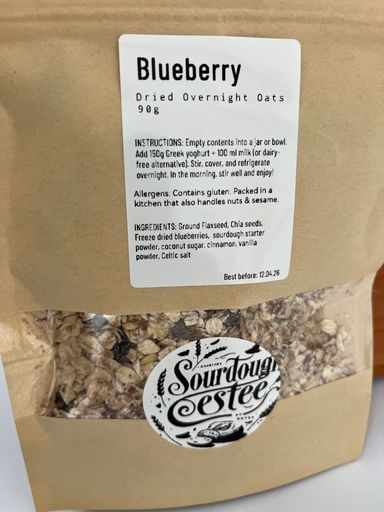 Blueberry
Dried Overnight Oats
90g
INSTRUCTIONS: Empty contents into a jar or bowl.
Add 150g Greek yoghurt + 100 ml milk (or dairy-
free alternative). Stir, cover, and refrigerate
overnight. In the morning, stir well and enjoy!
Allergens: Contains gluten. Packed in a
kitchen that also handles nuts & sesame.
INGREDIENTS: Ground Flaxseed, Chia seeds,
Freeze dried blueberries, sourdough starter
powder, coconut sugar, cinnamon, vanilla
powder, Celtic salt
Best before: 12.04.26
Sourdough
Cestee